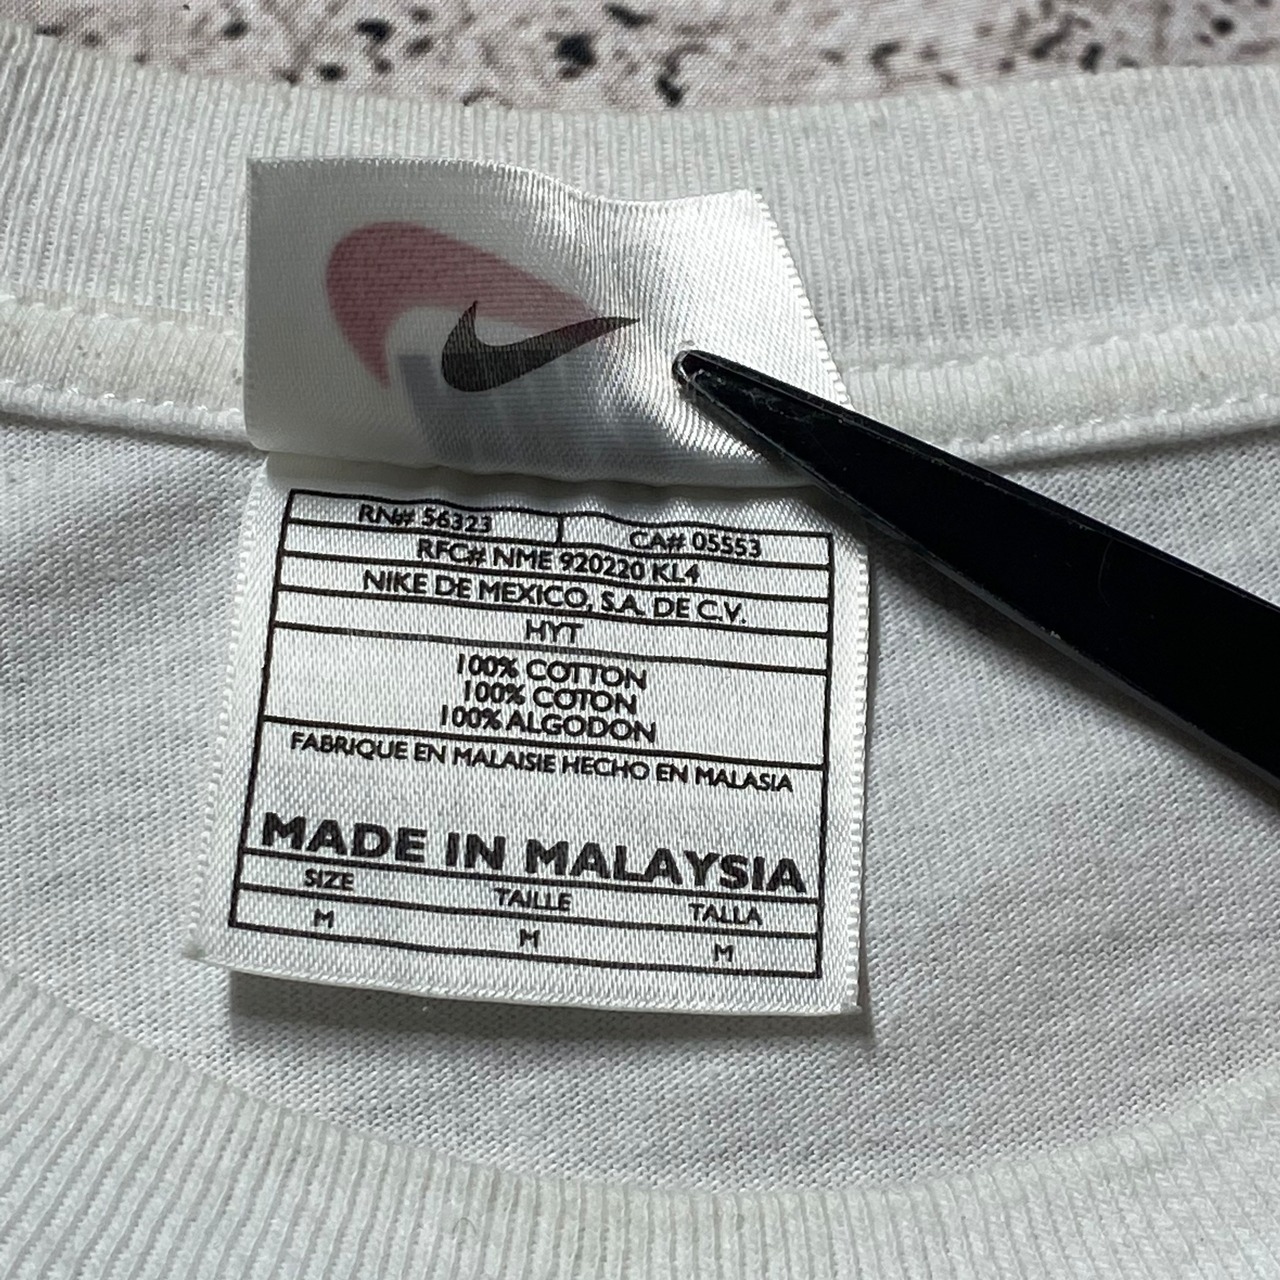 RN# 56323 CA# 05553
RFC# NME 920220 KL4
NIKE DE MEXICO, S.A. DE C.V.
HYT
100% COTTON
100% COTON
100% ALGODON
FABRIQUE EN MALAISIE HECHO EN MALASIA
MADE IN MALAYSIA
SIZE TAILLE TALLA
M M M